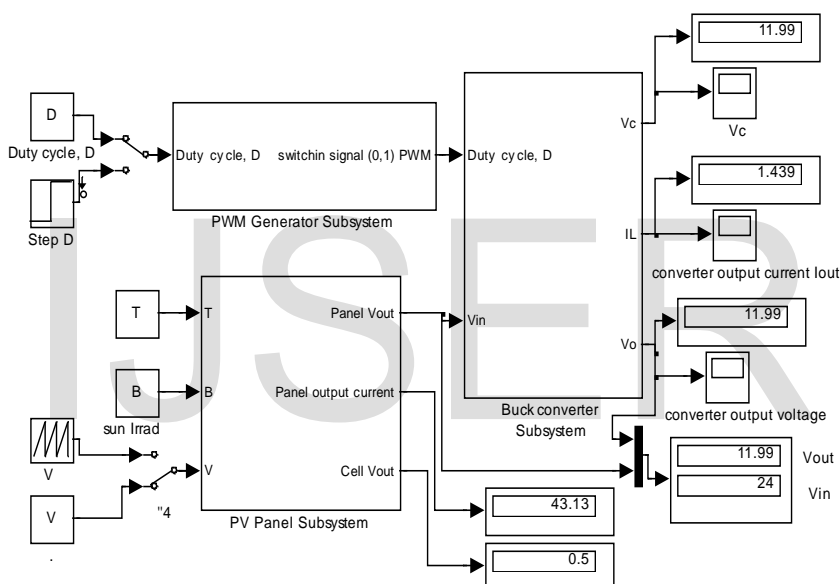 11.99
Vc
Vc
D
Duty cycle, D
Duty cycle, D
switchin signal (0,1) PWM
Duty cycle, D
PWM Generator Subsystem
Step D
1.439
IL
converter output current Iout
T
T
Panel Vout
Vin
11.99
Vo
B
B
Panel output current
sun Irrad
Buck converter
Subsystem
converter output voltage
V
V
Cell Vout
11.99
Vout
24
Vin
V
"4
PV Panel Subsystem
43.13
0.5
.
IJSER